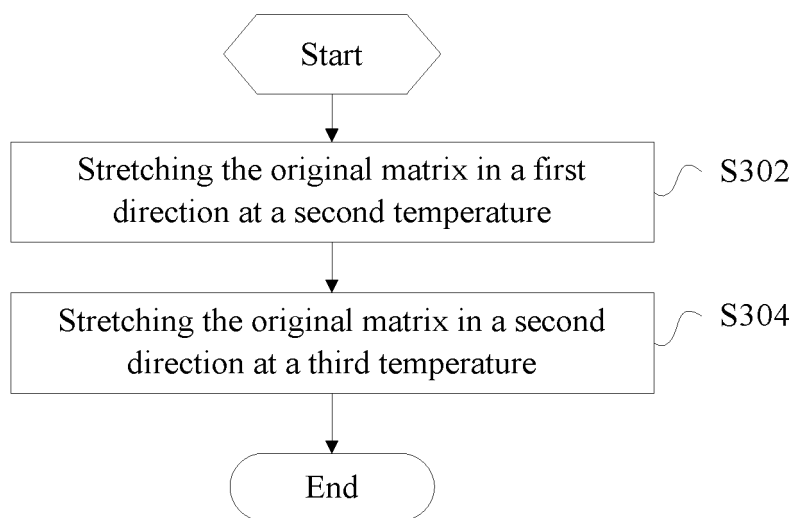 Start
Stretching the original matrix in a first
direction at a second temperature
S302
Stretching the original matrix in a second
direction at a third temperature
S304
End